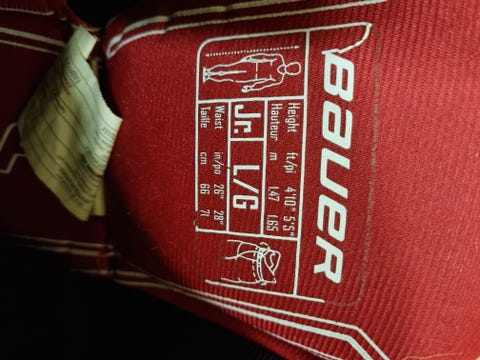 BAUER
Height ft/pi 4'10" 5'5"
Hauteur m 1.47 1.65
Jr. L/G
Waist in/po 26" 28"
Taille cm 66 71